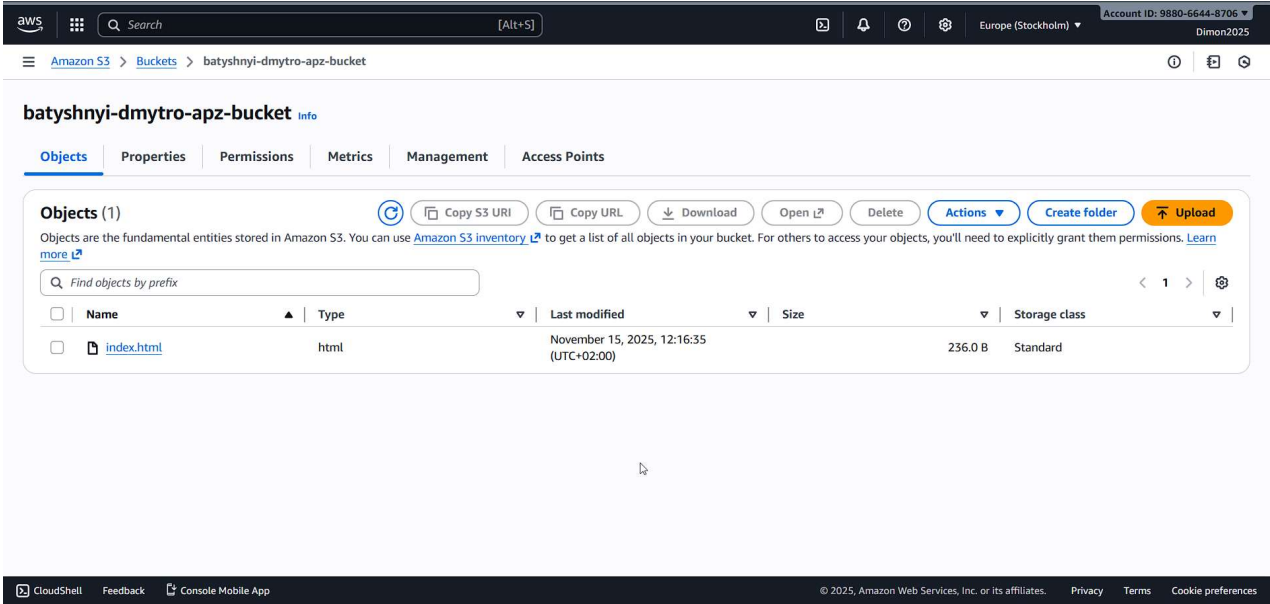 aws
Search [Alt+S]
Europe (Stockholm) ▼
Account ID: 9880-6644-8706 ▼
Dimon2025
Amazon S3 > Buckets > batyshnyi-dmytro-apz-bucket
batyshnyi-dmytro-apz-bucket Info
Objects Properties Permissions Metrics Management Access Points
Objects (1) Copy S3 URI Copy URL Download Open Delete Actions ▼ Create folder Upload
Objects are the fundamental entities stored in Amazon S3. You can use Amazon S3 inventory to get a list of all objects in your bucket. For others to access your objects, you'll need to explicitly grant them permissions. Learn
more
Find objects by prefix
< 1 >
Name Type Last modified Size Storage class
index.html html November 15, 2025, 12:16:35 236.0 B Standard
(UTC+02:00)
CloudShell Feedback Console Mobile App © 2025, Amazon Web Services, Inc. or its affiliates. Privacy Terms Cookie preferences